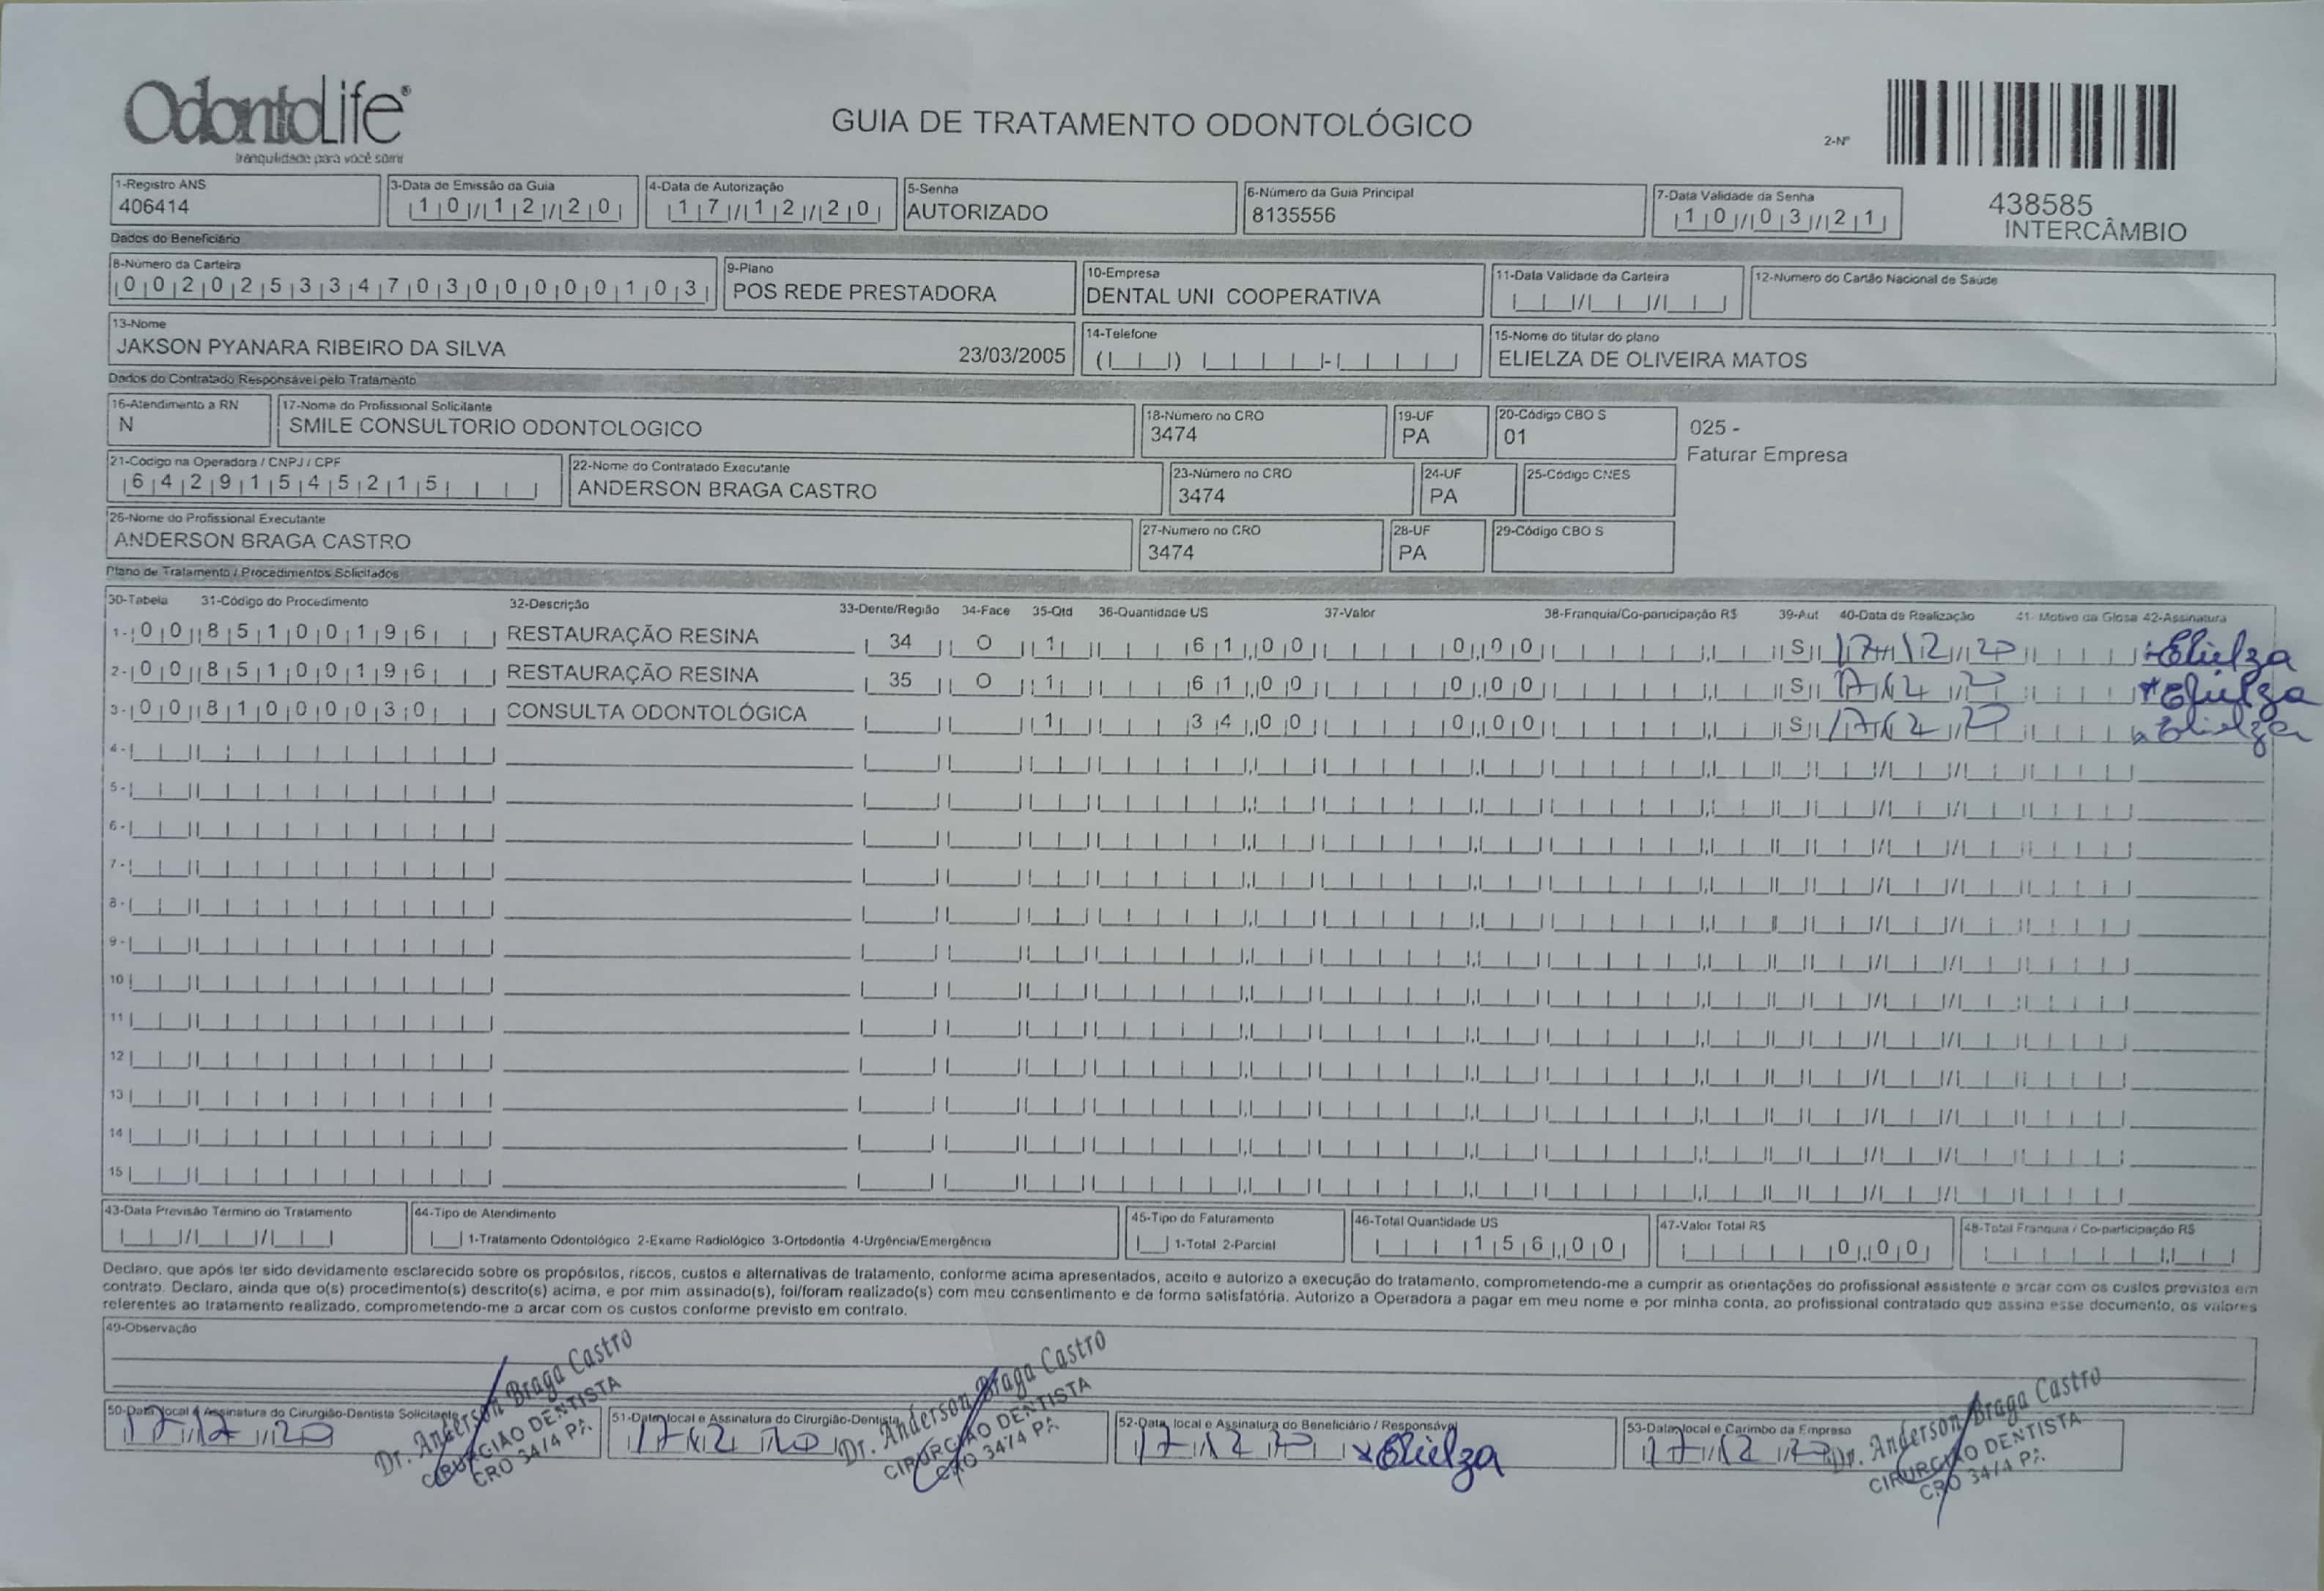 OdontoLife®
tranquilidade para você sorrir
GUIA DE TRATAMENTO ODONTOLÓGICO
2-Nº
438585
INTERCÂMBIO
1-Registro ANS
406414
3-Data de Emissão da Guia
10/12/20
4-Data de Autorização
17/12/20
5-Senha
AUTORIZADO
6-Número da Guia Principal
8135556
7-Data Validade da Senha
10/03/21
Dados do Beneficiário
8-Número da Carteira
00202533470300000103
9-Plano
POS REDE PRESTADORA
10-Empresa
DENTAL UNI COOPERATIVA
11-Data Validade da Carteira
12-Numero do Cartão Nacional de Saúde
13-Nome
JAKSON PYANARA RIBEIRO DA SILVA 23/03/2005
14-Telefone
15-Nome do titular do plano
ELIELZA DE OLIVEIRA MATOS
Dados do Contratado Responsável pelo Tratamento
16-Atendimento a RN
N
17-Nome do Profissional Solicitante
SMILE CONSULTORIO ODONTOLOGICO
18-Número no CRO
3474
19-UF
PA
20-Código CBO S
01
025 -
Faturar Empresa
21-Código na Operadora / CNPJ / CPF
64291545215
22-Nome do Contratado Executante
ANDERSON BRAGA CASTRO
23-Número no CRO
3474
24-UF
PA
25-Código CNES
26-Nome do Profissional Executante
ANDERSON BRAGA CASTRO
27-Numero no CRO
3474
28-UF
PA
29-Código CBO S
Plano de Tratamento / Procedimentos Solicitados
30-Tabela 31-Código do Procedimento 32-Descrição 33-Dente/Região 34-Face 35-Qtd 36-Quantidade US 37-Valor 38-Franquia/Co-participação R$ 39-Aut 40-Data de Realização 41- Motivo da Glosa 42-Assinatura
1- 00 85100196 RESTAURAÇÃO RESINA 34 O 1 61,00 0,00 S 17/12/20 Elielza
2- 00 85100196 RESTAURAÇÃO RESINA 35 O 1 61,00 0,00 S 17/12/20 Elielza
3- 00 81000030 CONSULTA ODONTOLÓGICA 1 34,00 0,00 S 17/12/20 Elielza
4-
5-
6-
7-
8-
9-
10
11
12
13
14
15
43-Data Previsão Término do Tratamento
44-Tipo de Atendimento
1-Tratamento Odontológico 2-Exame Radiológico 3-Ortodontia 4-Urgência/Emergência
45-Tipo do Faturamento
1-Total 2-Parcial
46-Total Quantidade US
156,00
47-Valor Total R$
0,00
48-Total Franquia / Co-participação R$
Declaro, que após ter sido devidamente esclarecido sobre os propósitos, riscos, custos e alternativas de tratamento, conforme acima apresentados, aceito e autorizo a execução do tratamento, comprometendo-me a cumprir as orientações do profissional assistente e arcar com os custos previstos em
contrato. Declaro, ainda que o(s) procedimento(s) descrito(s) acima, e por mim assinado(s), foi/foram realizado(s) com meu consentimento e de forma satisfatória. Autorizo a Operadora a pagar em meu nome e por minha conta, ao profissional contratado que assina esse documento, os valores
referentes ao tratamento realizado, comprometendo-me a arcar com os custos conforme previsto em contrato.
49-Observação
50-Data, local e Assinatura do Cirurgião-Dentista Solicitante
17 12 20
Dr. Anderson Braga Castro
CIRURGIÃO DENTISTA
CRO 3474 PA
51-Data, local e Assinatura do Cirurgião-Dentista
17 12 20
Dr. Anderson Braga Castro
CIRURGIÃO DENTISTA
CRO 3474 PA
52-Data, local e Assinatura do Beneficiário / Responsável
17 12 20 x Elielza
53-Data, local e Carimbo da Empresa
17 12 20
Dr. Anderson Braga Castro
CIRURGIÃO DENTISTA
CRO 3474 PA